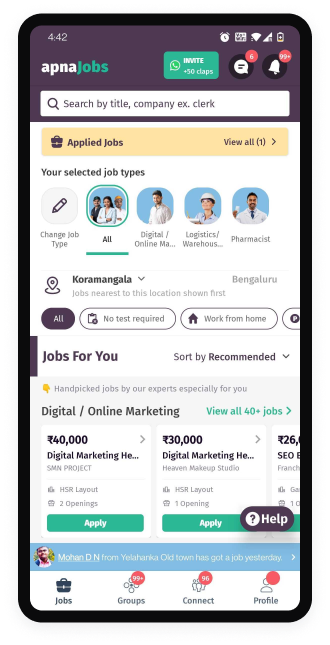 4:42
apnaJobs
INVITE
+50 claps
6
99+
Search by title, company ex. clerk
Applied Jobs
View all (1)
Your selected job types
Change Job
Type
All
Digital /
Online Ma...
Logistics/
Warehous...
Pharmacist
Koramangala
Bengaluru
Jobs nearest to this location shown first
All
No test required
Work from home
P
Jobs For You
Sort by Recommended
👇 Handpicked jobs by our experts especially for you
Digital / Online Marketing
View all 40+ jobs
₹40,000
Digital Marketing He...
SMN PROJECT
HSR Layout
2 Openings
Apply
₹30,000
Digital Marketing He...
Heaven Makeup Studio
HSR Layout
1 Opening
Apply
₹26,
SEO E
Franch
Ga
1 O
? Help
Mohan D N from Yelahanka Old town has got a job yesterday.
Jobs
99+
Groups
96
Connect
Profile